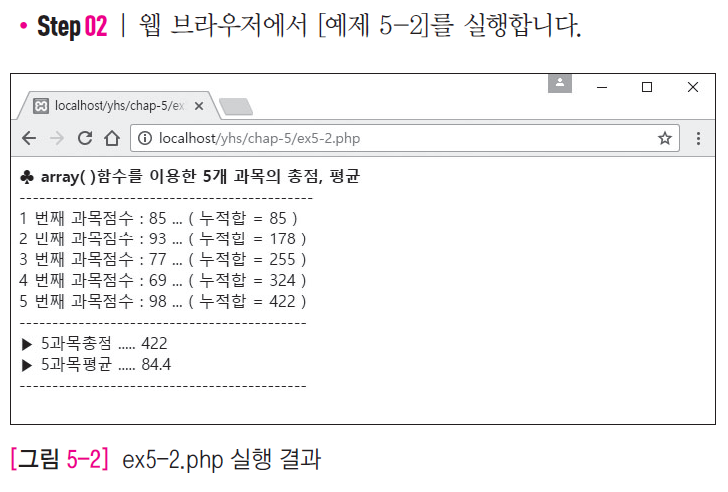 • Step 02 | 웹 브라우저에서 [예제 5-2]를 실행합니다.
localhost/yhs/chap-5/ex
localhost/yhs/chap-5/ex5-2.php
♣ array( )함수를 이용한 5개 과목의 총점, 평균
---------------------------------------------
1 번째 과목점수 : 85 ... ( 누적합 = 85 )
2 번째 과목점수 : 93 ... ( 누적합 = 178 )
3 번째 과목점수 : 77 ... ( 누적합 = 255 )
4 번째 과목점수 : 69 ... ( 누적합 = 324 )
5 번째 과목점수 : 98 ... ( 누적합 = 422 )
--------------------------------------------
▶ 5과목총점 ..... 422
▶ 5과목평균 ..... 84.4
--------------------------------------------
[그림 5-2] ex5-2.php 실행 결과